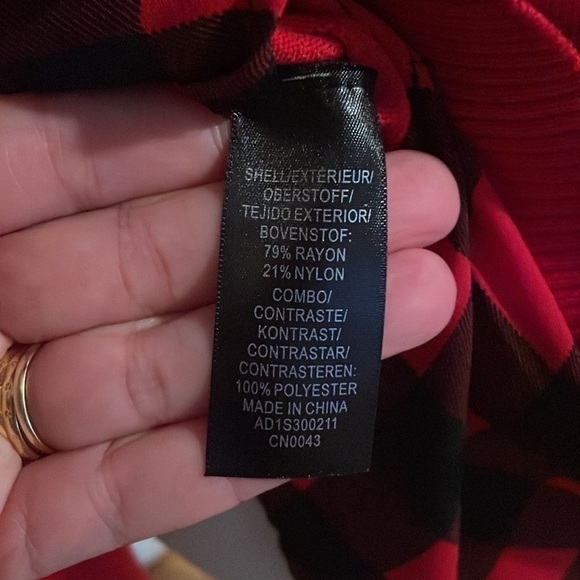 SHELL/EXTÉRIEUR/
OBERSTOFF/
TEJIDO EXTERIOR/
BOVENSTOF:
79% RAYON
21% NYLON
COMBO/
CONTRASTE/
KONTRAST/
CONTRASTAR/
CONTRASTEREN:
100% POLYESTER
MADE IN CHINA
AD1S300211
CN0043